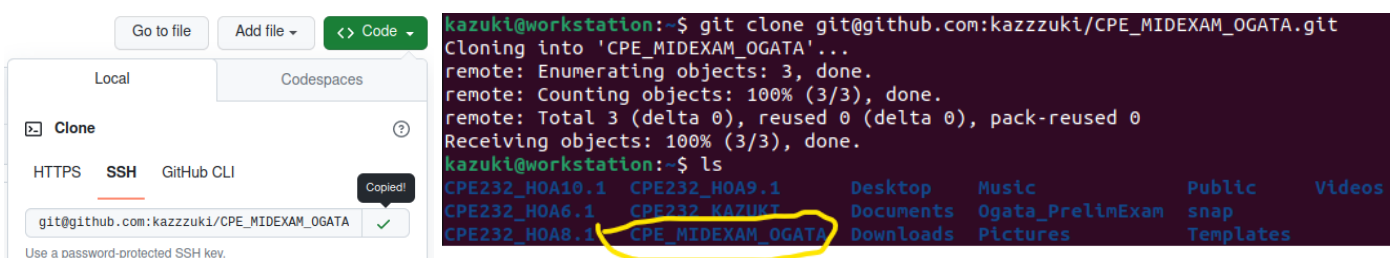 Go to file Add file Code
Local Codespaces
Clone
HTTPS SSH GitHub CLI
Copied!
git@github.com:kazzzuki/CPE_MIDEXAM_OGATA
Use a password-protected SSH key.
kazuki@workstation:~$ git clone git@github.com:kazzzuki/CPE_MIDEXAM_OGATA.git
Cloning into 'CPE_MIDEXAM_OGATA'...
remote: Enumerating objects: 3, done.
remote: Counting objects: 100% (3/3), done.
remote: Total 3 (delta 0), reused 0 (delta 0), pack-reused 0
Receiving objects: 100% (3/3), done.
kazuki@workstation:~$ ls
CPE232_HOA10.1 CPE232_HOA9.1 Desktop Music Public Videos
CPE232_HOA6.1 CPE232_KAZUKI Documents Ogata_PrelimExam snap
CPE232_HOA8.1 CPE_MIDEXAM_OGATA Downloads Pictures Templates